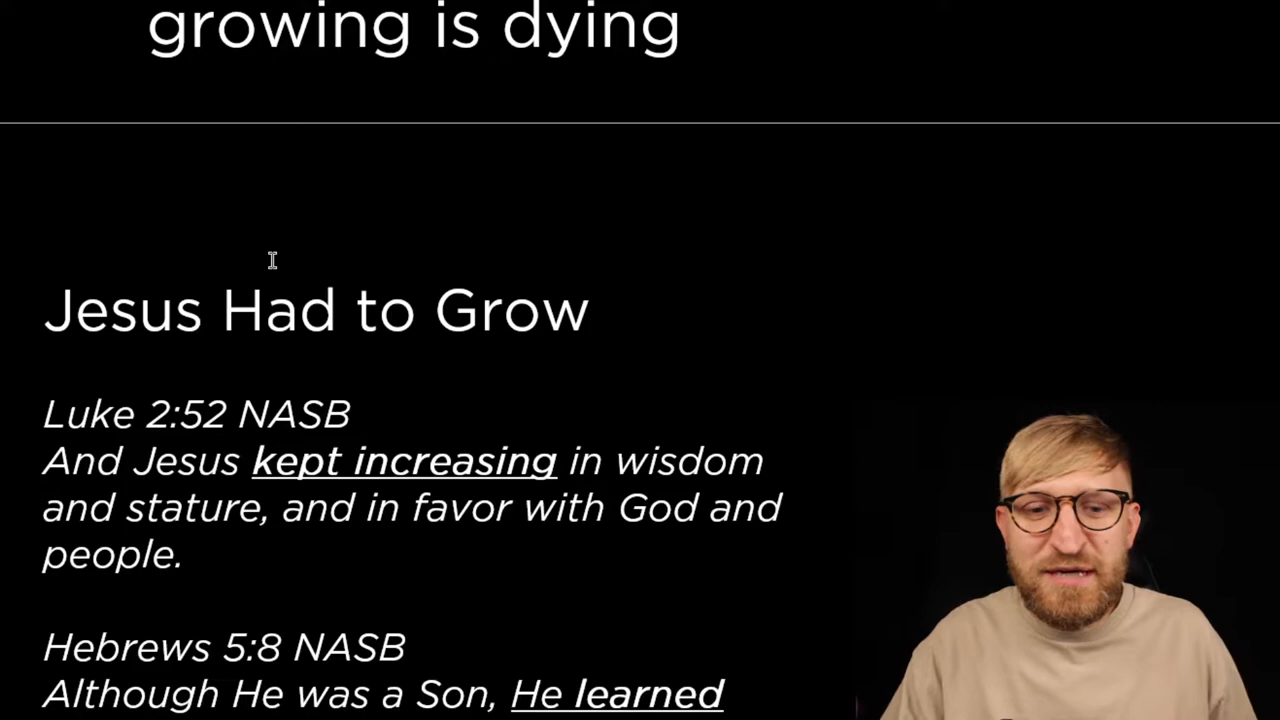 growing is dying
Jesus Had to Grow
Luke 2:52 NASB
And Jesus kept increasing in wisdom
and stature, and in favor with God and
people.
Hebrews 5:8 NASB
Although He was a Son, He learned